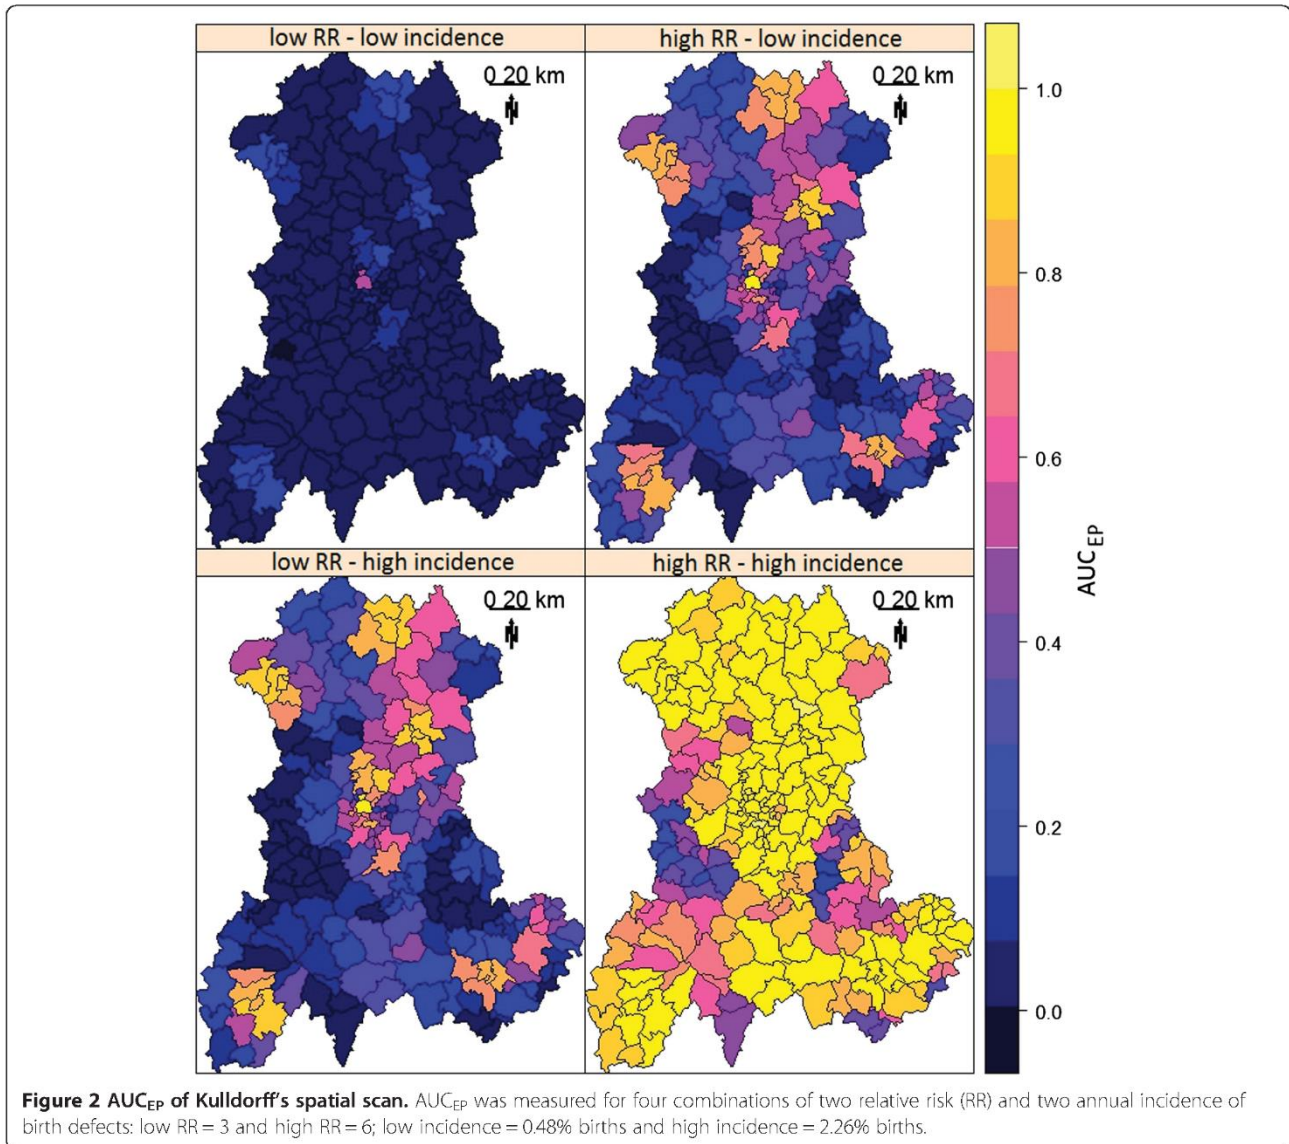 low RR - low incidence
high RR - low incidence
0 20 km
N
0 20 km
N
low RR - high incidence
high RR - high incidence
0 20 km
N
0 20 km
N
1.0
0.8
0.6
0.4
0.2
0.0
AUCEP
Figure 2 AUCEP of Kulldorff's spatial scan. AUCEP was measured for four combinations of two relative risk (RR) and two annual incidence of
birth defects: low RR = 3 and high RR = 6; low incidence = 0.48% births and high incidence = 2.26% births.